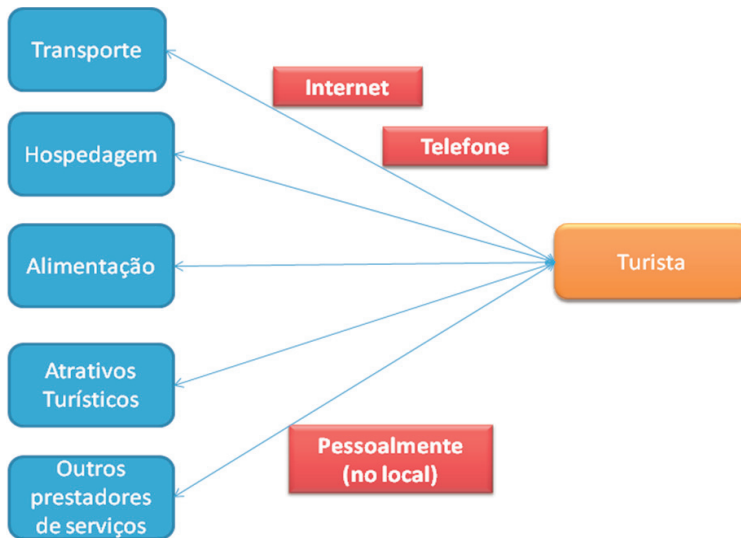 Transporte
Internet
Telefone
Hospedagem
Alimentação
Turista
Atrativos
Turísticos
Pessoalmente
(no local)
Outros
prestadores
de serviços